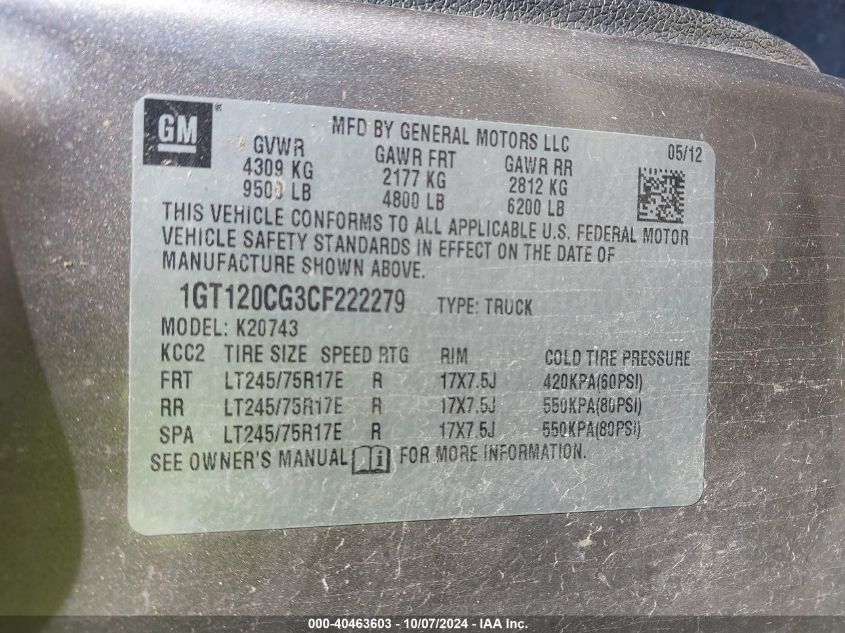 GM ®
MFD BY GENERAL MOTORS LLC 05/12
GVWR GAWR FRT GAWR RR
4309 KG 2177 KG 2812 KG
9500 LB 4800 LB 6200 LB
THIS VEHICLE CONFORMS TO ALL APPLICABLE U.S. FEDERAL MOTOR
VEHICLE SAFETY STANDARDS IN EFFECT ON THE DATE OF
MANUFACTURE SHOWN ABOVE.
1GT120CG3CF222279 TYPE: TRUCK
MODEL: K20743
KCC2 TIRE SIZE SPEED RTG RIM COLD TIRE PRESSURE
FRT LT245/75R17E R 17X7.5J 420KPA(60PSI)
RR LT245/75R17E R 17X7.5J 550KPA(80PSI)
SPA LT245/75R17E R 17X7.5J 550KPA(80PSI)
SEE OWNER'S MANUAL i FOR MORE INFORMATION.
000-40463603 - 10/07/2024 - IAA Inc.